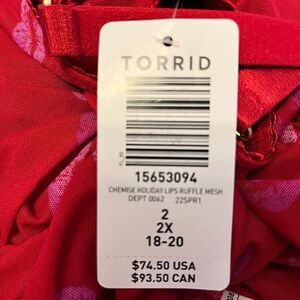 TORRID
15653094
CHEMISE HOLIDAY LIPS RUFFLE MESH
DEPT 0062 22SPR1
2
2X
18-20
$74.50 USA
$93.50 CAN